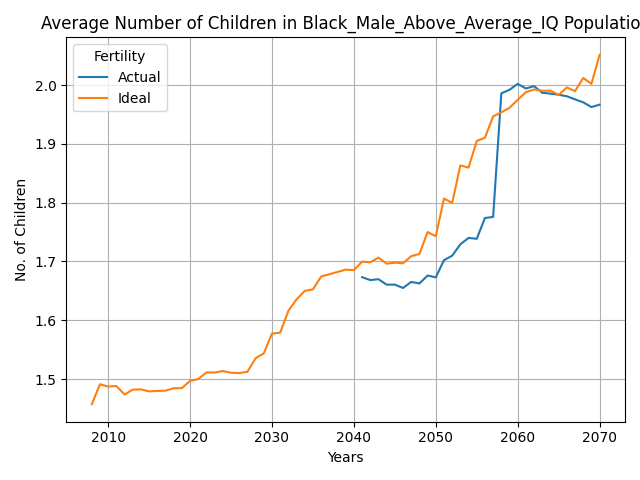 Average Number of Children in Black_Male_Above_Average_IQ Populatio
Fertility
Actual
Ideal
No. of Children
2.0
1.9
1.8
1.7
1.6
1.5
2010 2020 2030 2040 2050 2060 2070
Years